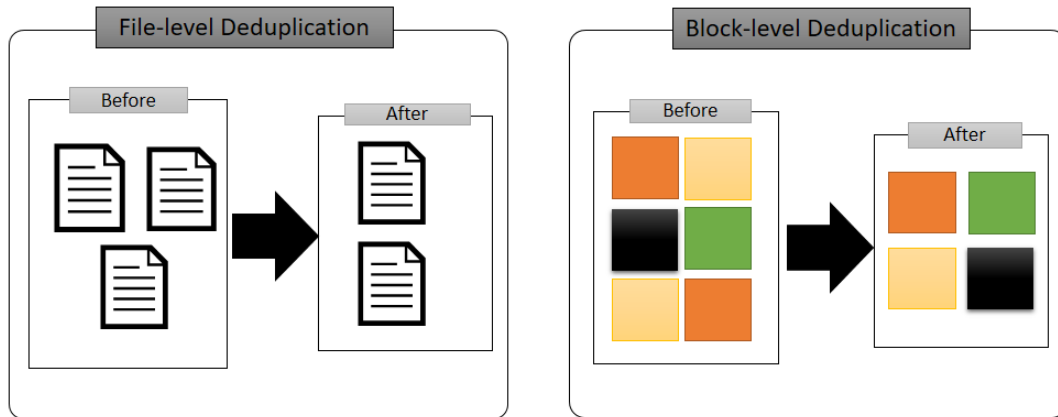 File-level Deduplication
Before
After
Block-level Deduplication
Before
After